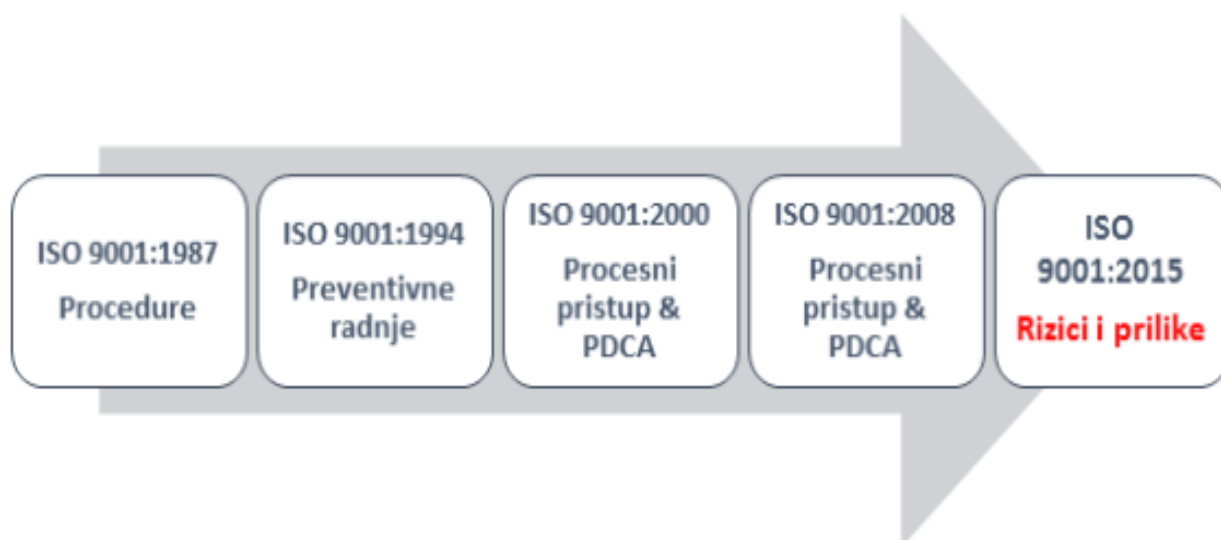 ISO 9001:1987
Procedure
ISO 9001:1994
Preventivne
radnje
ISO 9001:2000
Procesni
pristup &
PDCA
ISO 9001:2008
Procesni
pristup &
PDCA
ISO
9001:2015
Rizici i prilike